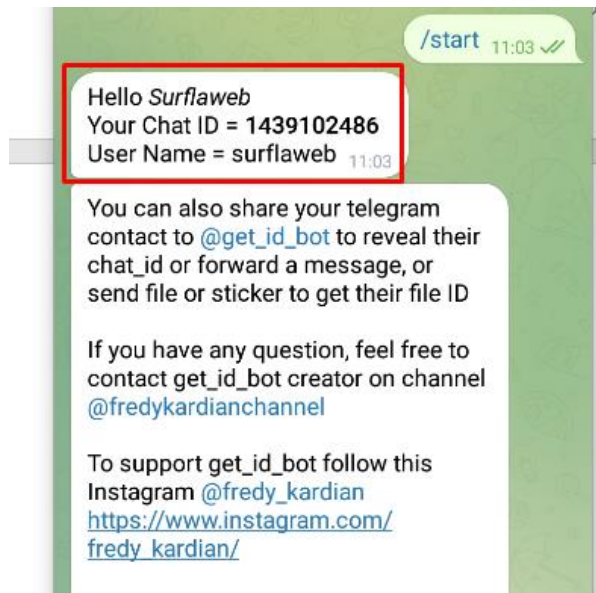 /start 11:03
Hello Surflaweb
Your Chat ID = 1439102486
User Name = surflaweb 11:03
You can also share your telegram
contact to @get_id_bot to reveal their
chat_id or forward a message, or
send file or sticker to get their file ID
If you have any question, feel free to
contact get_id_bot creator on channel
@fredykardianchannel
To support get_id_bot follow this
Instagram @fredy_kardian
https://www.instagram.com/
fredy_kardian/